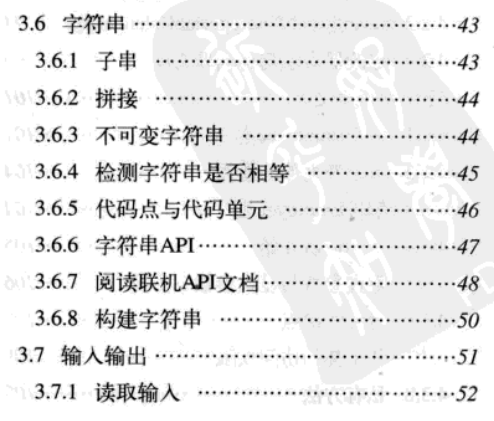 3.6 字符串 ………………………… 43
3.6.1 子串 ………………………… 43
3.6.2 拼接 ………………………… 44
3.6.3 不可变字符串 ………………… 44
3.6.4 检测字符串是否相等 ………… 45
3.6.5 代码点与代码单元 …………… 46
3.6.6 字符串API ………………………… 47
3.6.7 阅读联机API文档 ……………… 48
3.6.8 构建字符串 …………………… 50
3.7 输入输出 ………………………… 51
3.7.1 读取输入 ……………………… 52